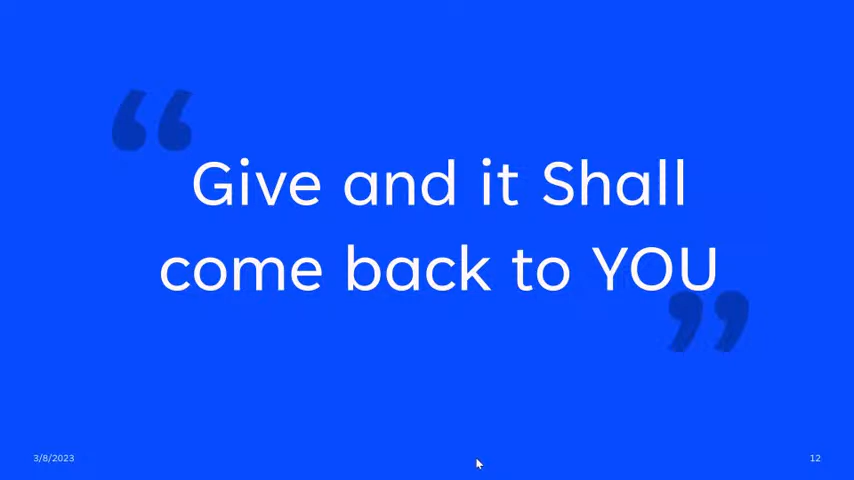 “
Give and it Shall
come back to YOU
”
3/8/2023
12